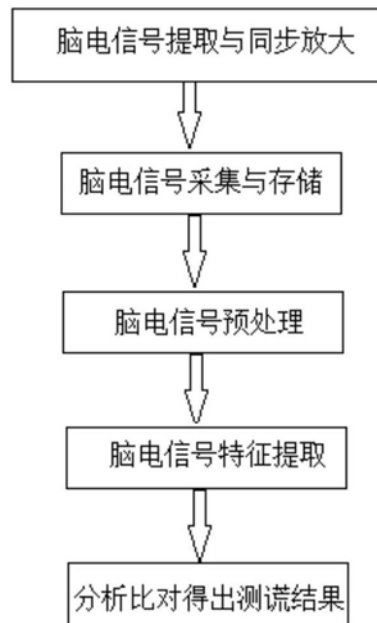 脑电信号提取与同步放大
脑电信号采集与存储
脑电信号预处理
脑电信号特征提取
分析比对得出测谎结果